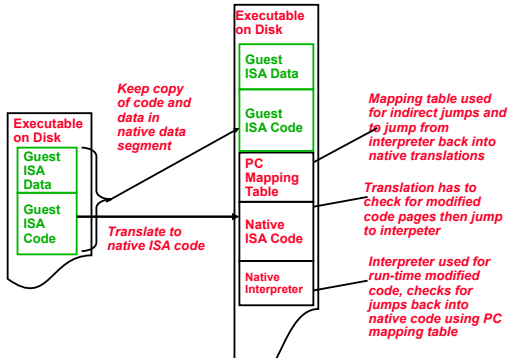 Executable
on Disk
Guest
ISA
Data
Guest
ISA
Code
Keep copy
of code and
data in
native data
segment
Translate to
native ISA code
Executable
on Disk
Guest
ISA Data
Guest
ISA Code
PC
Mapping
Table
Native
ISA Code
Native
Interpreter
Mapping table used
for indirect jumps and
to jump from
interpreter back into
native translations
Translation has to
check for modified
code pages then jump
to interpeter
Interpreter used for
run-time modified
code, checks for
jumps back into
native code using PC
mapping table